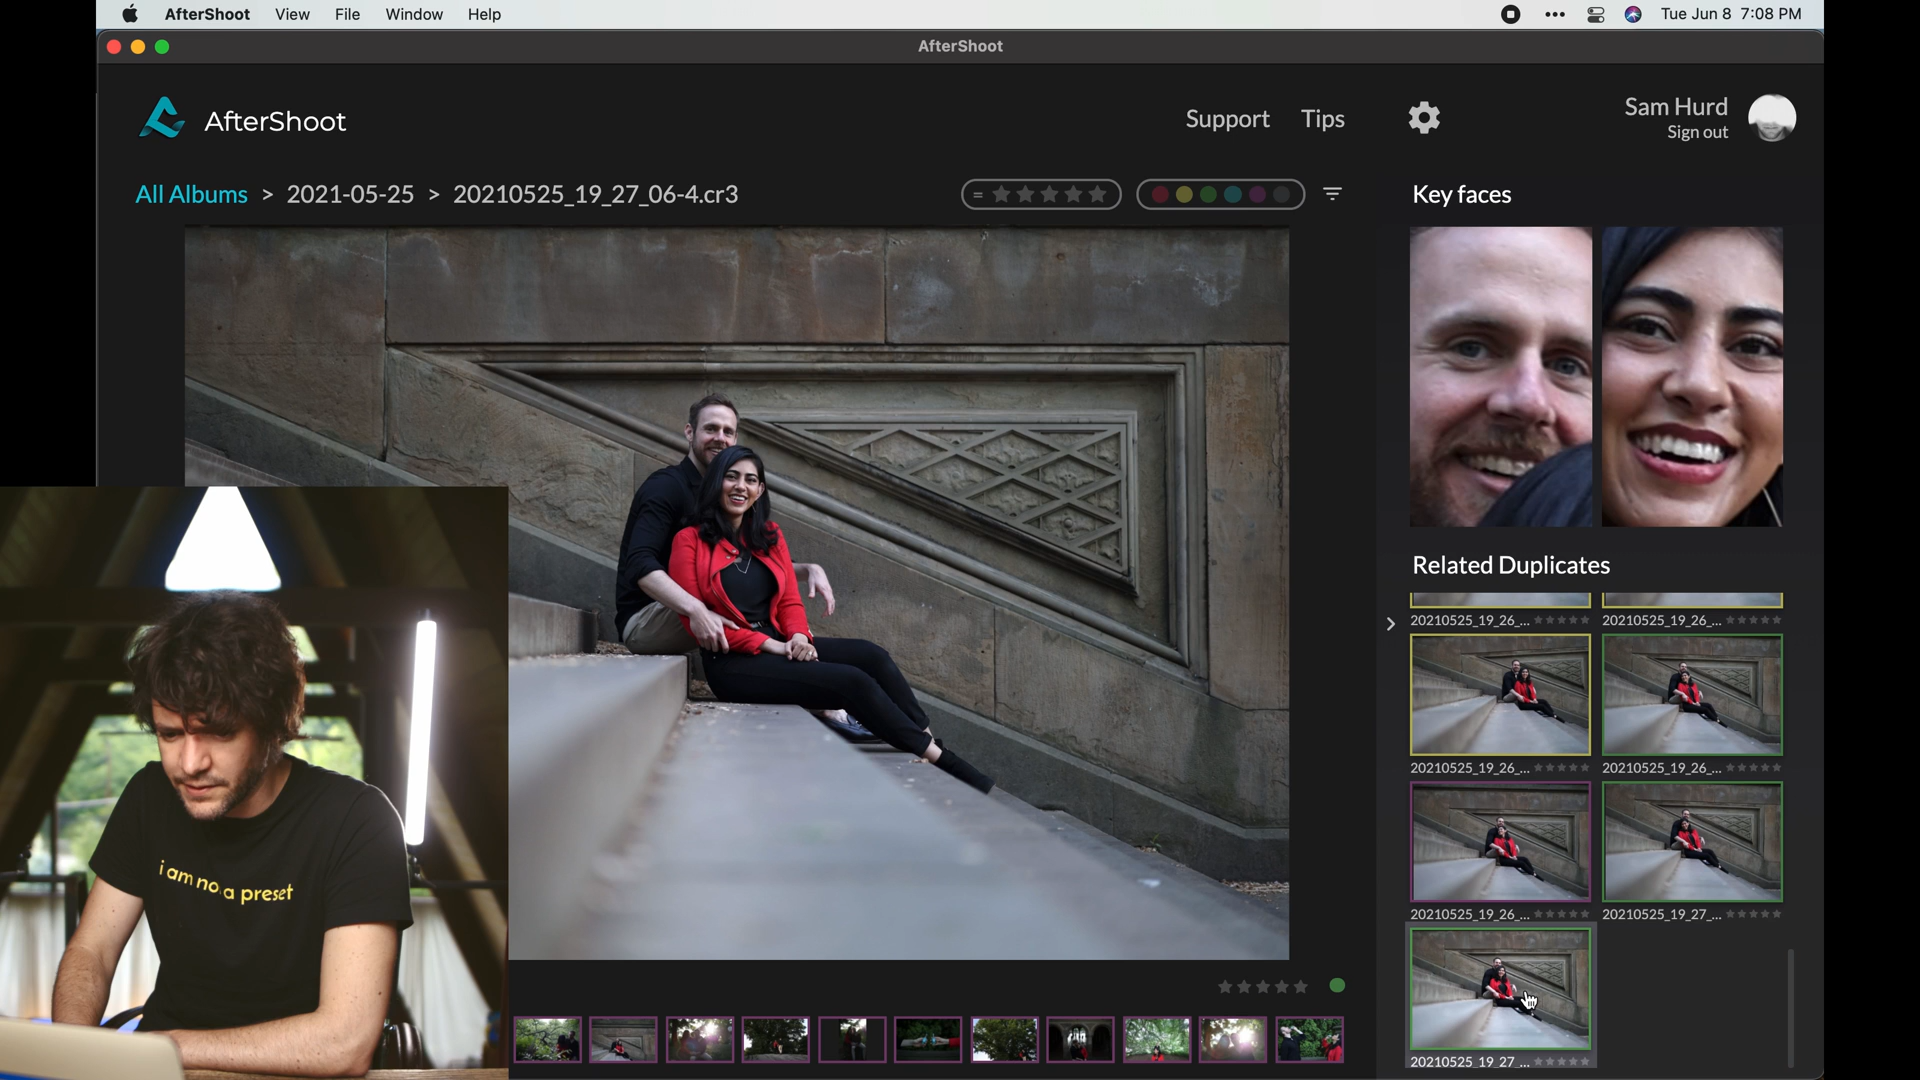 AfterShoot View File Window Help Tue Jun 8 7:08 PM
AfterShoot
AfterShoot Support Tips Sam Hurd
Sign out
All Albums > 2021-05-25 > 20210525_19_27_06-4.cr3 = Key faces
Related Duplicates
20210525_19_26_... 20210525_19_26_...
20210525_19_26_... 20210525_19_26_...
20210525_19_26_... 20210525_19_27_...
20210525_19_27_...
i am no a preset